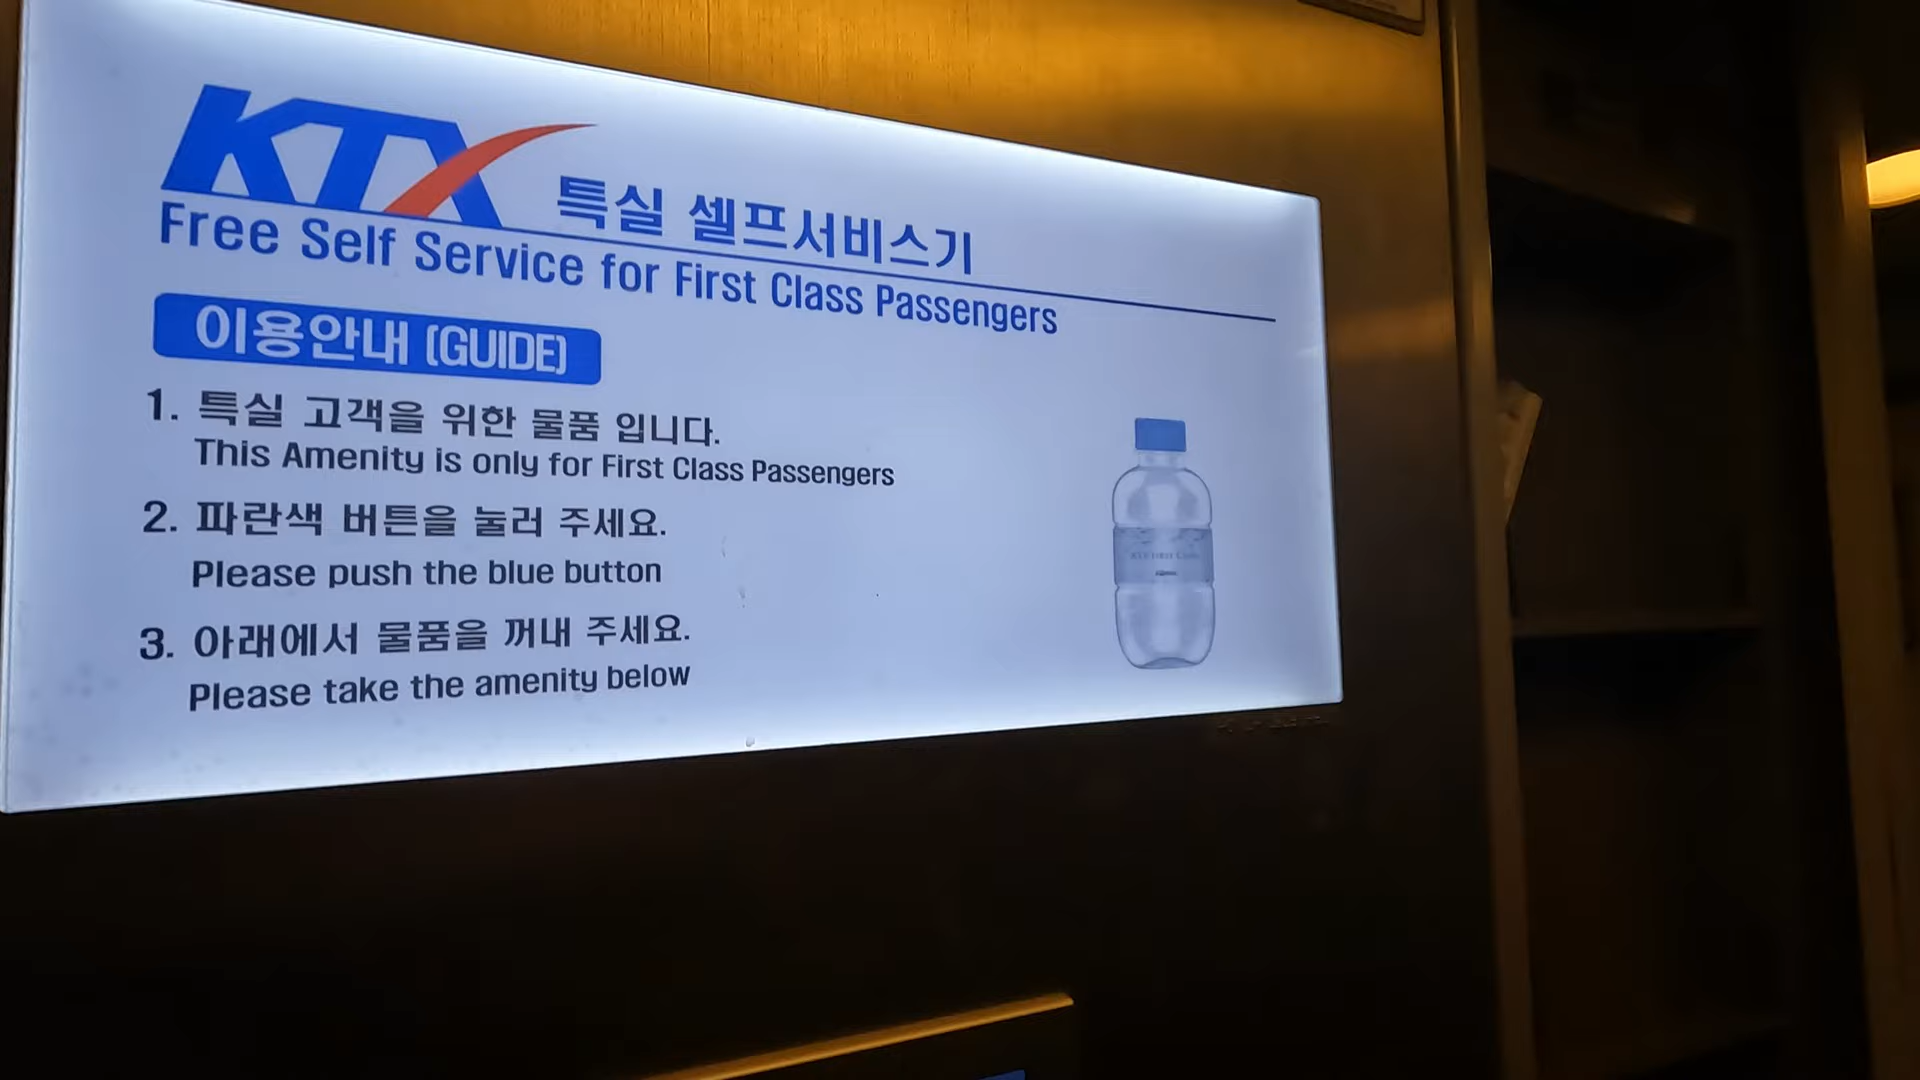 KTX 특실 셀프서비스기
Free Self Service for First Class Passengers
이용안내 (GUIDE)
1. 특실 고객을 위한 물품 입니다.
This Amenity is only for First Class Passengers
2. 파란색 버튼을 눌러 주세요.
Please push the blue button
3. 아래에서 물품을 꺼내 주세요.
Please take the amenity below